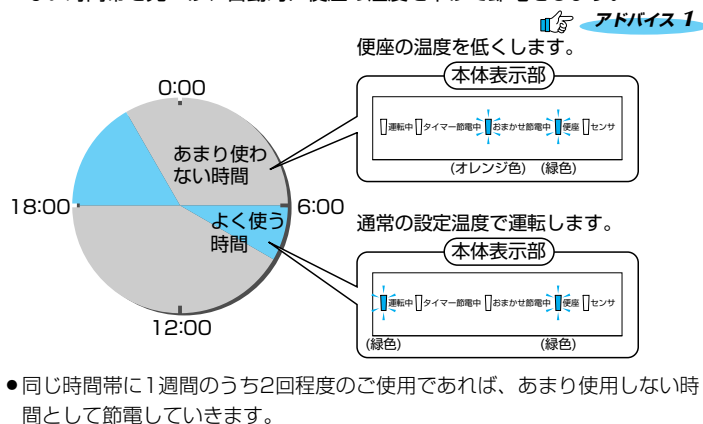 アドバイス 1
便座の温度を低くします。
本体表示部
運転中 タイマー節電中 おまかせ節電中 便座 センサ
(オレンジ色) (緑色)
0:00
あまり使わ
ない時間
18:00
6:00
よく使う
時間
12:00
通常の設定温度で運転します。
本体表示部
運転中 タイマー節電中 おまかせ節電中 便座 センサ
(緑色) (緑色)
●同じ時間帯に1週間のうち2回程度のご使用であれば、あまり使用しない時
間として節電していきます。